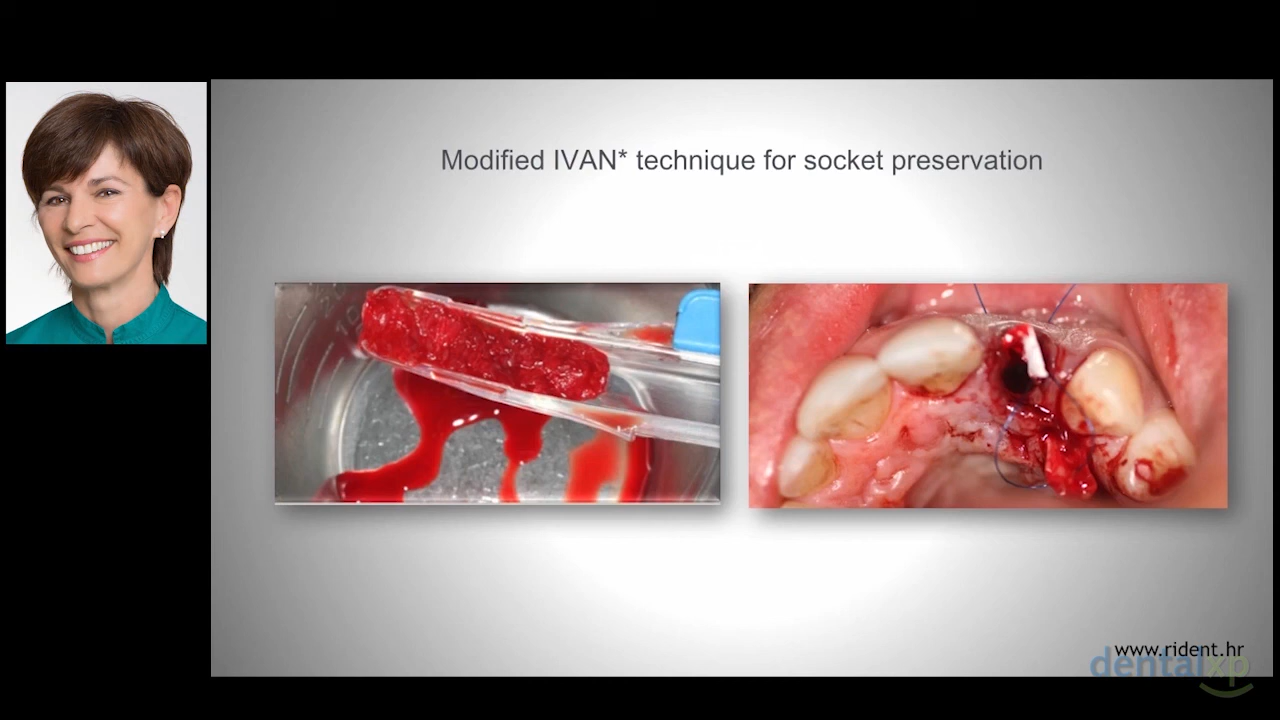 Modified IVAN* technique for socket preservation
www.rident.hr
dentalxp